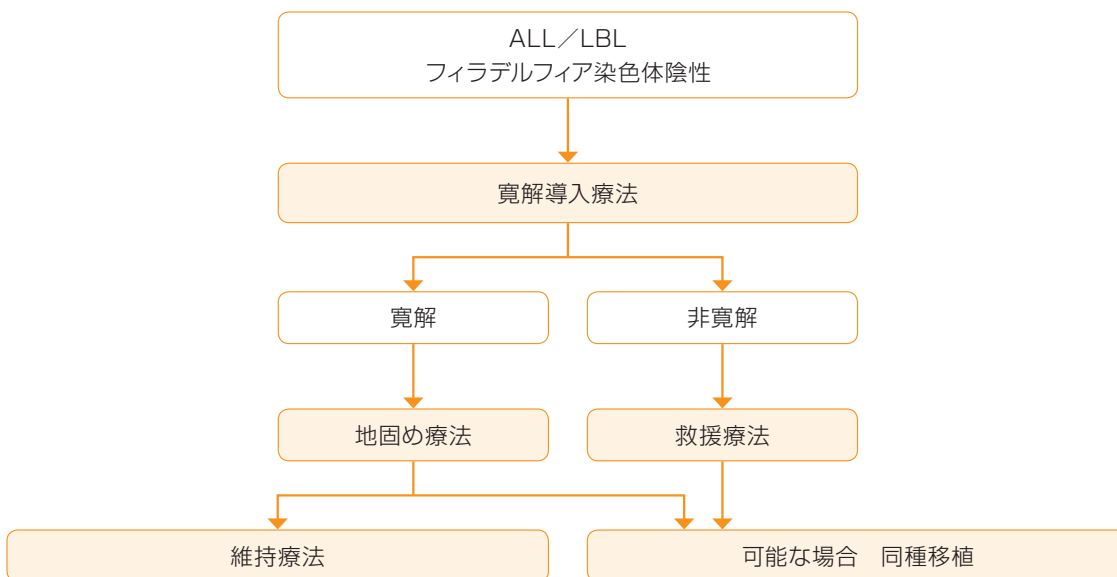 ALL／LBL
フィラデルフィア染色体陰性
寛解導入療法
寛解
非寛解
地固め療法
救援療法
維持療法
可能な場合　同種移植